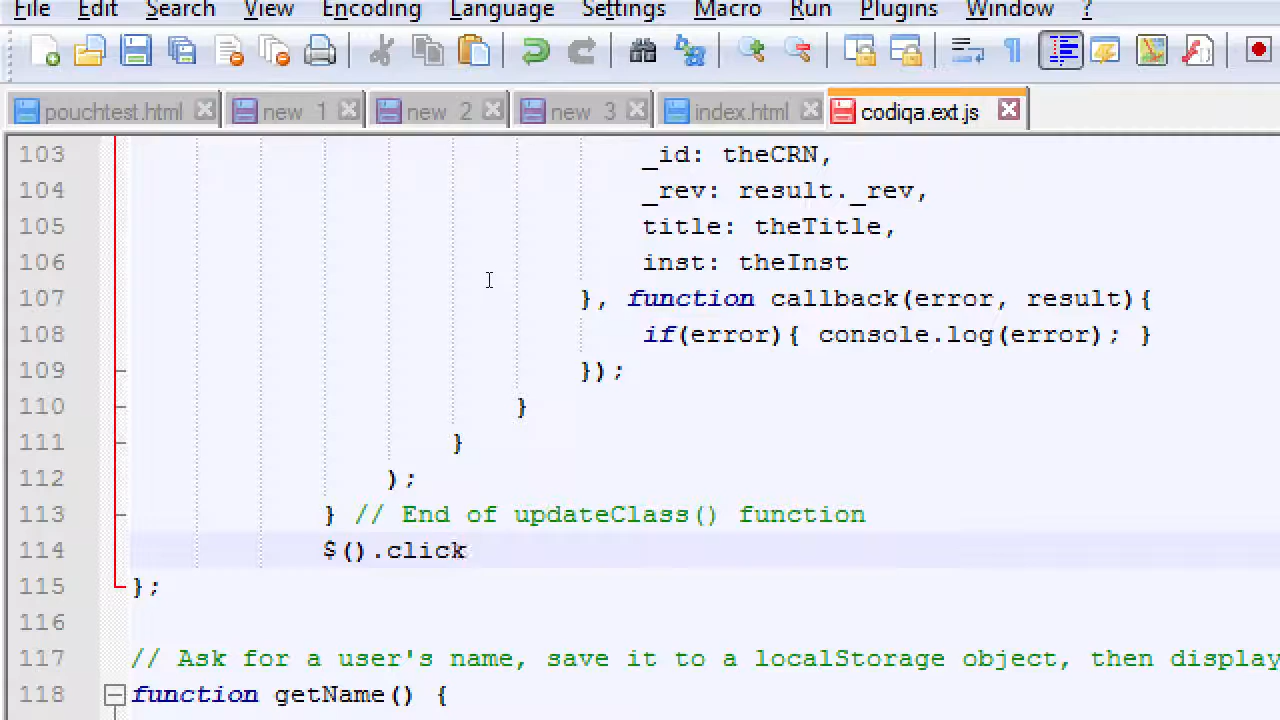 File Edit Search View Encoding Language Settings Macro Run Plugins Window ?
pouchtest.html new 1 new 2 new 3 index.html codiqa.ext.js
103 _id: theCRN,
104 _rev: result._rev,
105 title: theTitle,
106 inst: theInst
107 }, function callback(error, result){
108 if(error){ console.log(error); }
109 });
110 }
111 }
112 );
113 } // End of updateClass() function
114 $().click
115 };
116
117 // Ask for a user's name, save it to a localStorage object, then display
118 function getName() {